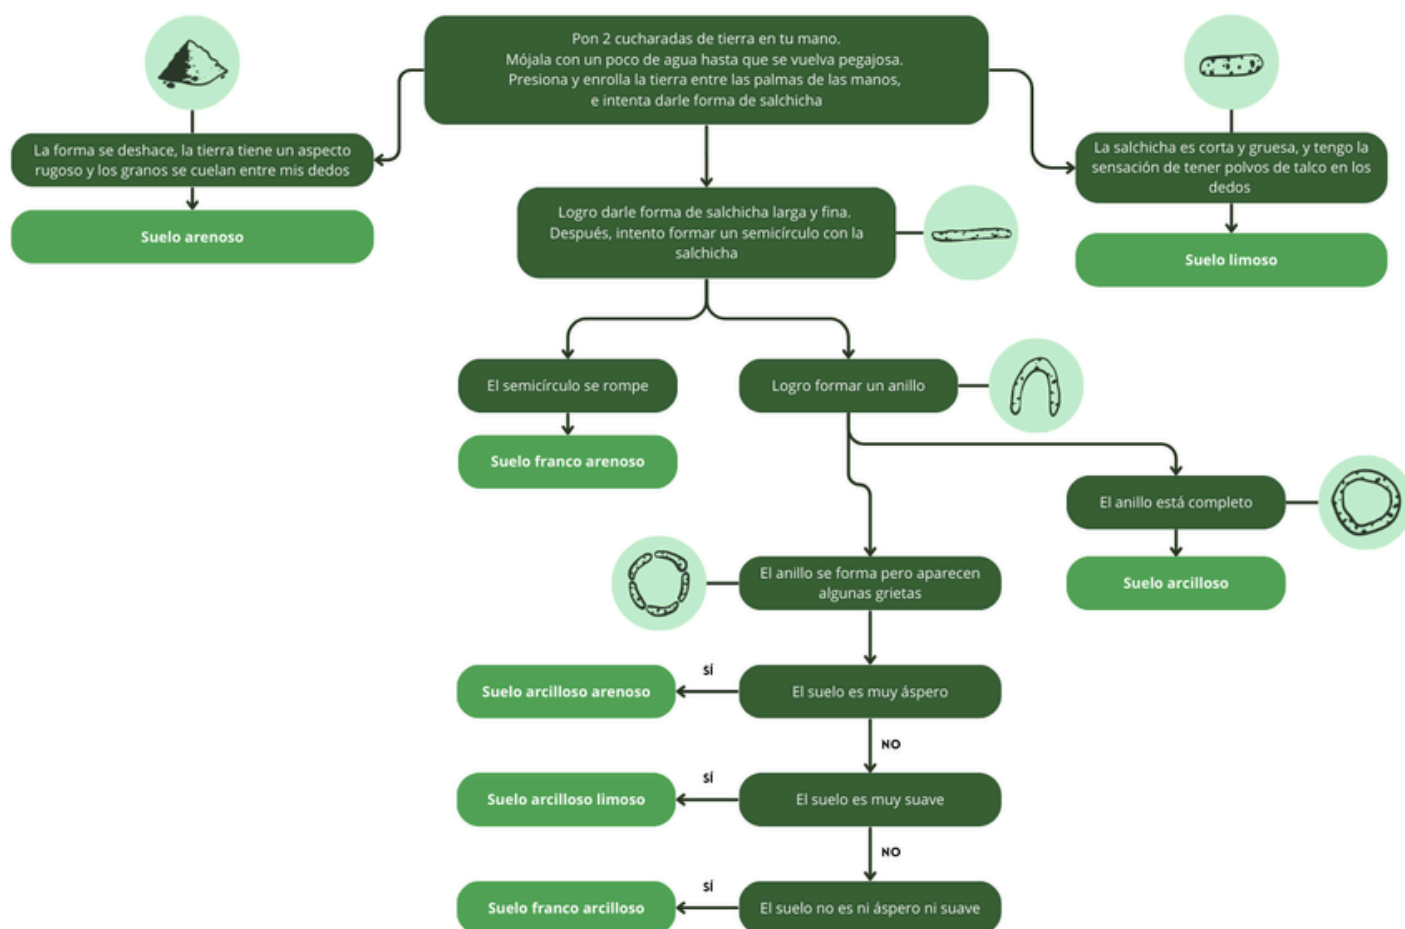 Pon 2 cucharadas de tierra en tu mano.
Mójala con un poco de agua hasta que se vuelva pegajosa.
Presiona y enrolla la tierra entre las palmas de las manos,
e intenta darle forma de salchicha
La forma se deshace, la tierra tiene un aspecto
rugoso y los granos se cuelan entre mis dedos
Suelo arenoso
La salchicha es corta y gruesa, y tengo la
sensación de tener polvos de talco en los
dedos
Suelo limoso
Logro darle forma de salchicha larga y fina.
Después, intento formar un semicírculo con la
salchicha
El semicírculo se rompe
Suelo franco arenoso
Logro formar un anillo
El anillo está completo
Suelo arcilloso
El anillo se forma pero aparecen
algunas grietas
El suelo es muy áspero
SÍ
Suelo arcilloso arenoso
NO
El suelo es muy suave
SÍ
Suelo arcilloso limoso
NO
El suelo no es ni áspero ni suave
SÍ
Suelo franco arcilloso